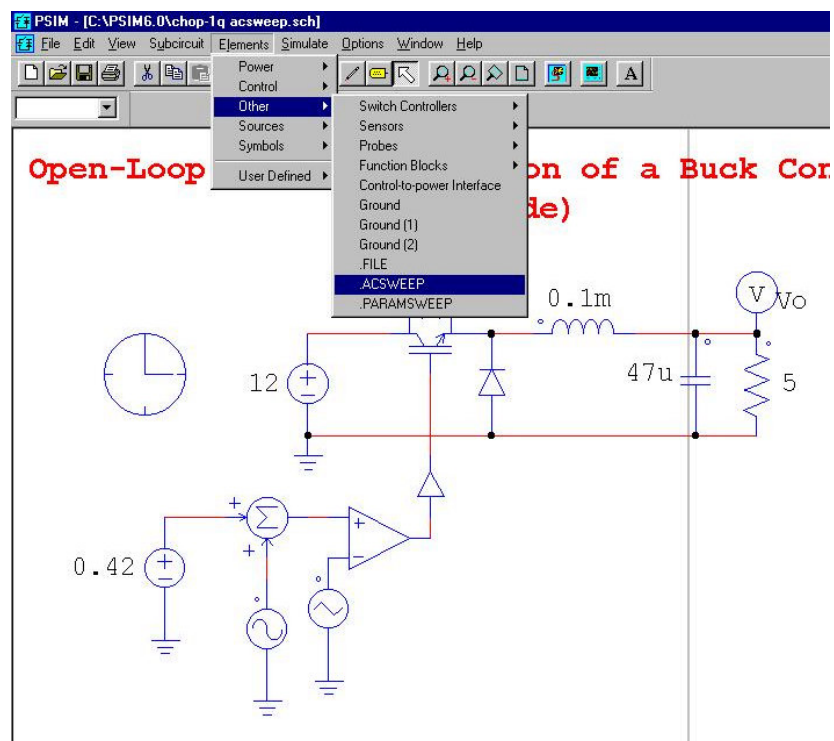 PSIM - [C:\PSIM6.0\chop-1q acsweep.sch]
File Edit View Subcircuit Elements Simulate Options Window Help
A
Power
Control
Other
Sources
Symbols
User Defined
Switch Controllers
Sensors
Probes
Function Blocks
Control-to-power Interface
Ground
Ground (1)
Ground (2)
.FILE
.ACSWEEP
.PARAMSWEEP
Open-Loop on of a Buck Con
de)
0.1m
V Vo
12
47u
5
0.42